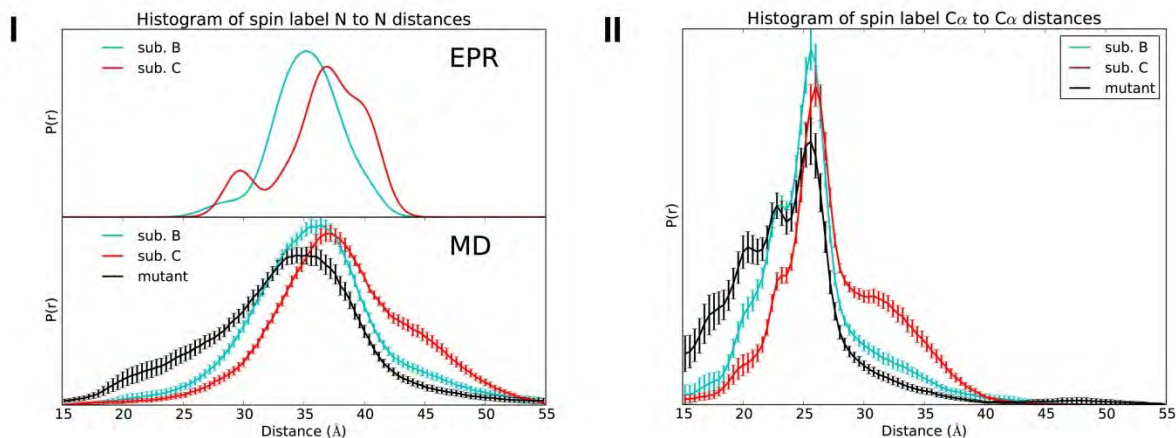 I
Histogram of spin label N to N distances
sub. B
sub. C
EPR
P(r)
sub. B
sub. C
mutant
MD
P(r)
15 20 25 30 35 40 45 50 55
Distance (Å)
II
Histogram of spin label Cα to Cα distances
sub. B
sub. C
mutant
P(r)
15 20 25 30 35 40 45 50 55
Distance (Å)